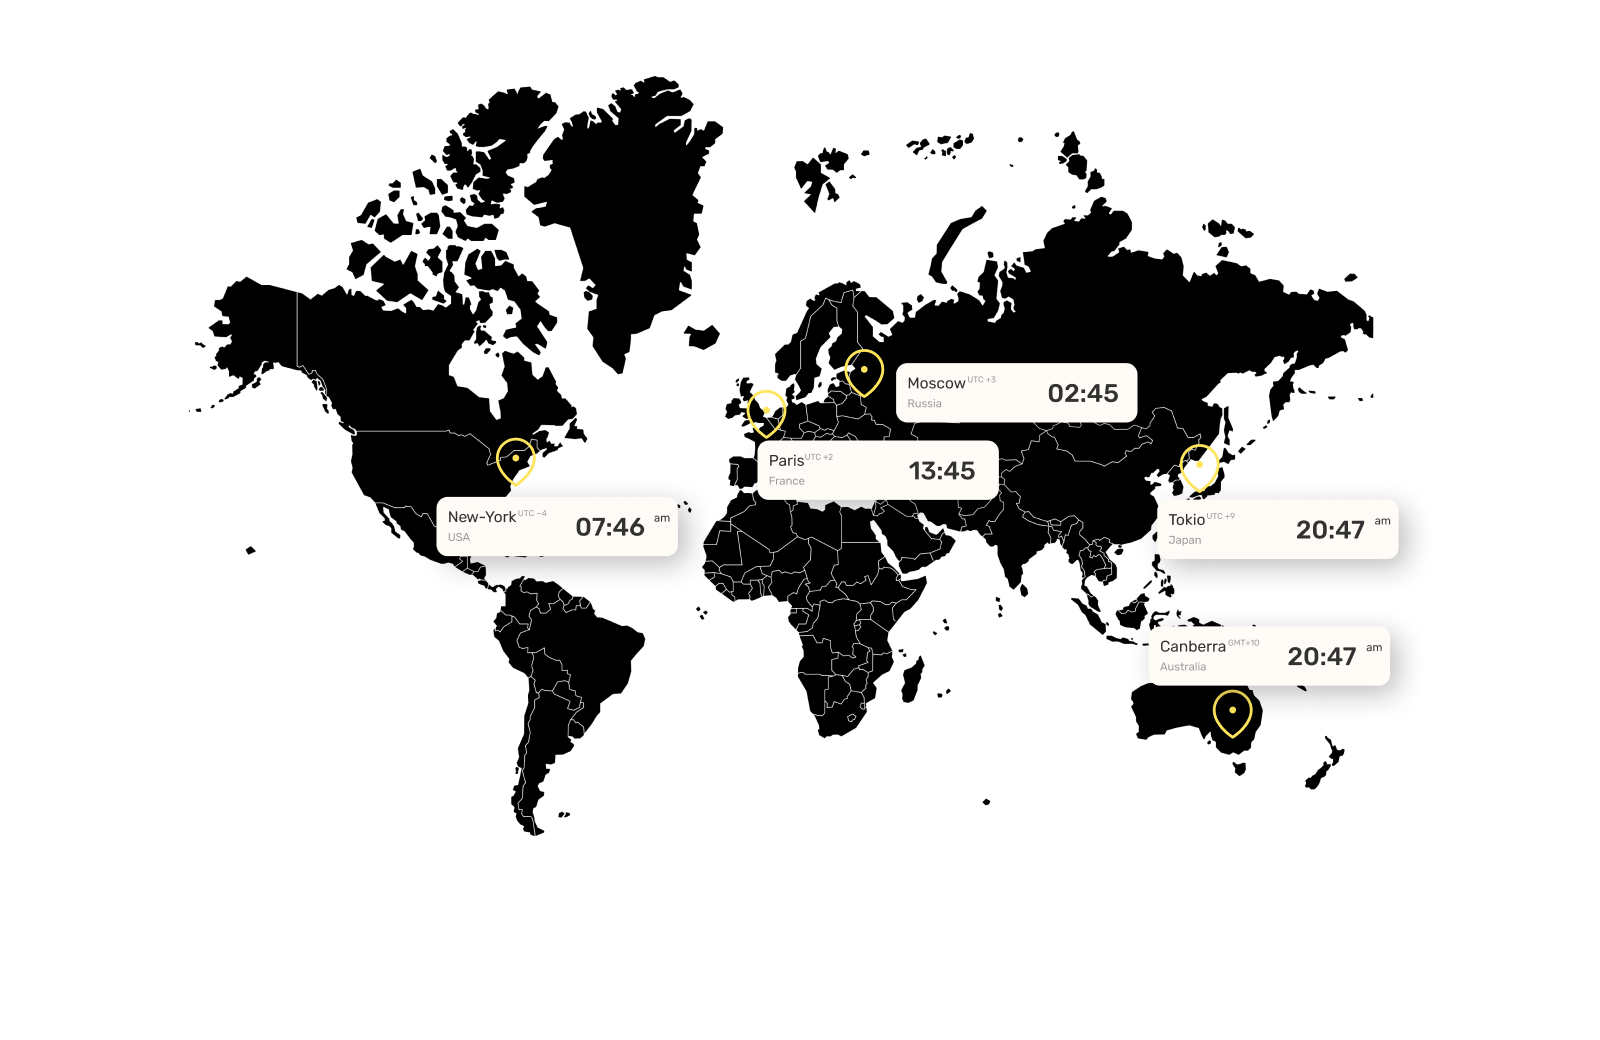 Moscow UTC +3
Russia
02:45
Paris UTC +2
France
13:45
New-York UTC −4
USA
07:46 am
Tokio UTC +9
Japan
20:47 am
Canberra GMT+10
Australia
20:47 am